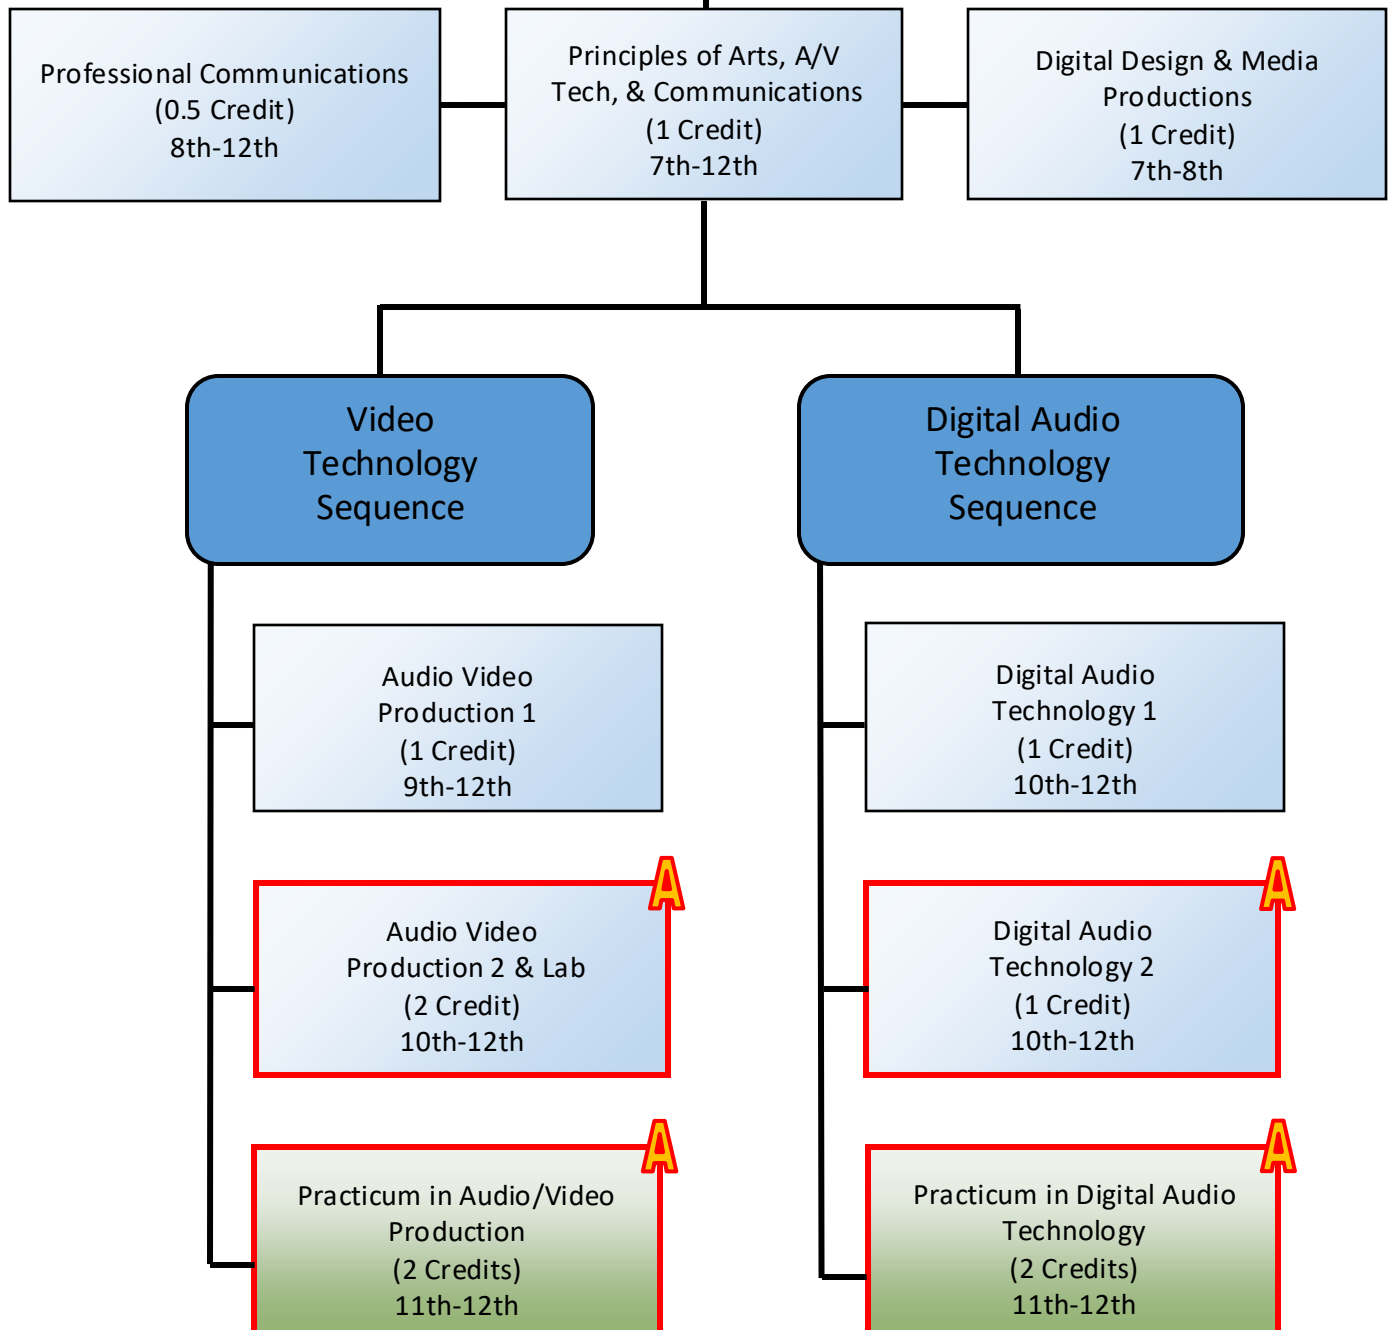 Professional Communications
(0.5 Credit)
8th-12th
Principles of Arts, A/V
Tech, & Communications
(1 Credit)
7th-12th
Digital Design & Media
Productions
(1 Credit)
7th-8th
Video
Technology
Sequence
Digital Audio
Technology
Sequence
Audio Video
Production 1
(1 Credit)
9th-12th
Digital Audio
Technology 1
(1 Credit)
10th-12th
A
Audio Video
Production 2 & Lab
(2 Credit)
10th-12th
A
Digital Audio
Technology 2
(1 Credit)
10th-12th
A
Practicum in Audio/Video
Production
(2 Credits)
11th-12th
A
Practicum in Digital Audio
Technology
(2 Credits)
11th-12th